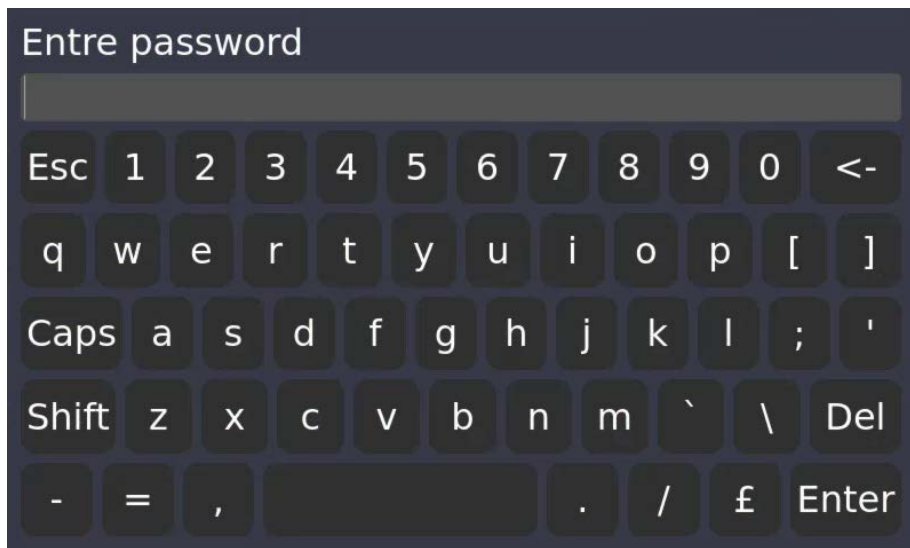 Entre password
Esc 1 2 3 4 5 6 7 8 9 0 <-
q w e r t y u i o p [ ]
Caps a s d f g h j k l ; '
Shift z x c v b n m ` \ Del
- = , . / £ Enter